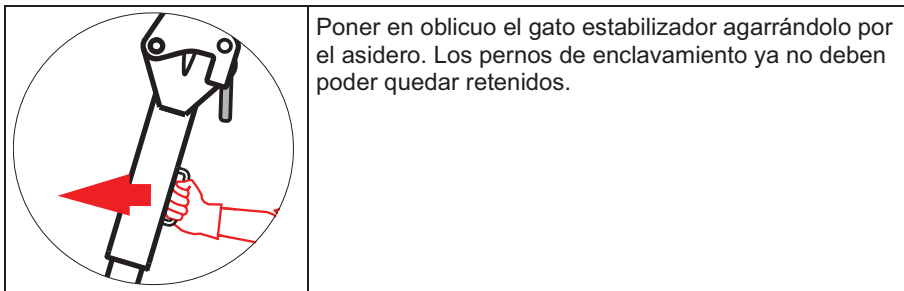 Poner en oblicuo el gato estabilizador agarrándolo por
el asidero. Los pernos de enclavamiento ya no deben
poder quedar retenidos.